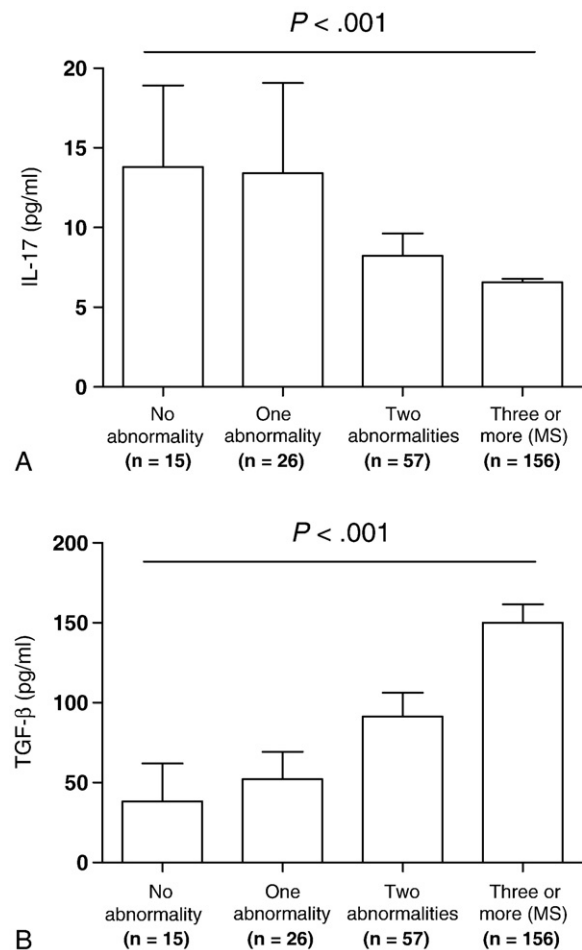 P < .001
20
15
10
5
0
IL-17 (pg/ml)
No abnormality (n = 15)
One abnormality (n = 26)
Two abnormalities (n = 57)
Three or more (MS) (n = 156)
A
P < .001
200
150
100
50
0
TGF-β (pg/ml)
No abnormality (n = 15)
One abnormality (n = 26)
Two abnormalities (n = 57)
Three or more (MS) (n = 156)
B